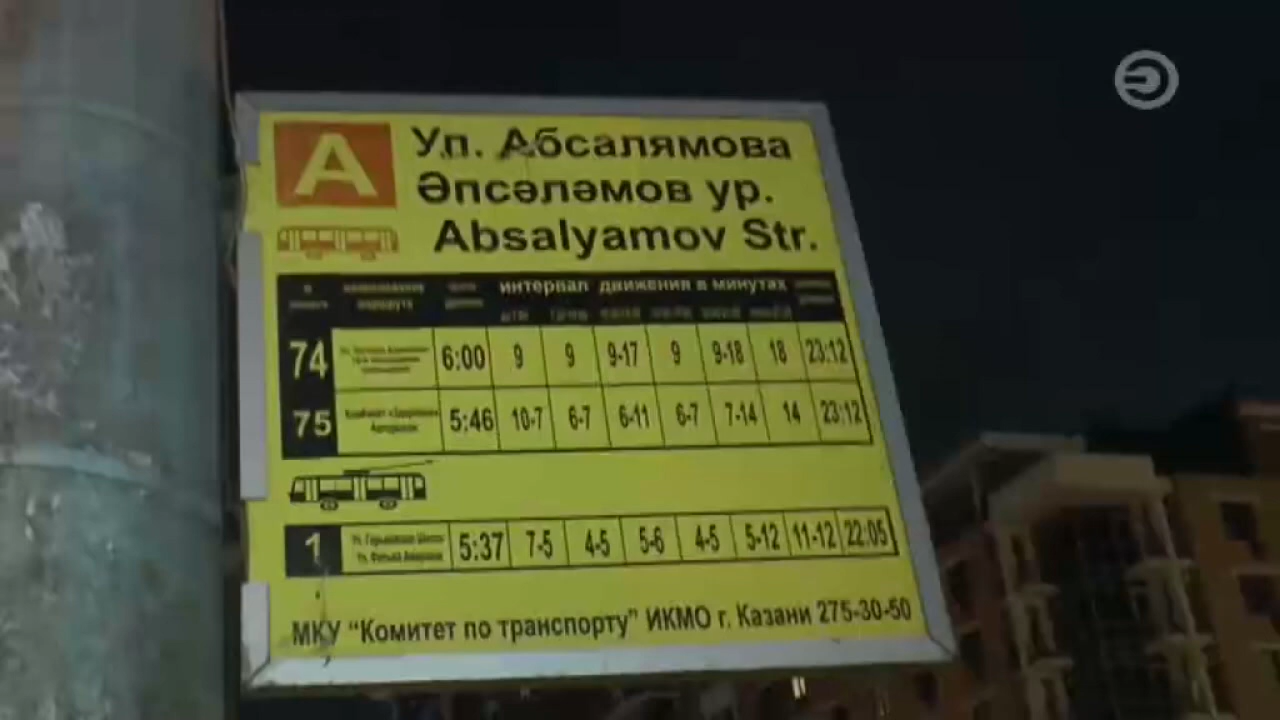 А Ул. Абсалямова
Әпсәләмов ур.
Absalyamov Str.
интервал движения в минутах
74 6:00 9 9 9-17 9 9-18 18 23:12
75 5:46 10-7 6-7 6-11 6-7 7-14 14 23:12
1 5:37 7-5 4-5 5-6 4-5 5-12 11-12 22:05
МКУ "Комитет по транспорту" ИКМО г. Казани 275-30-50